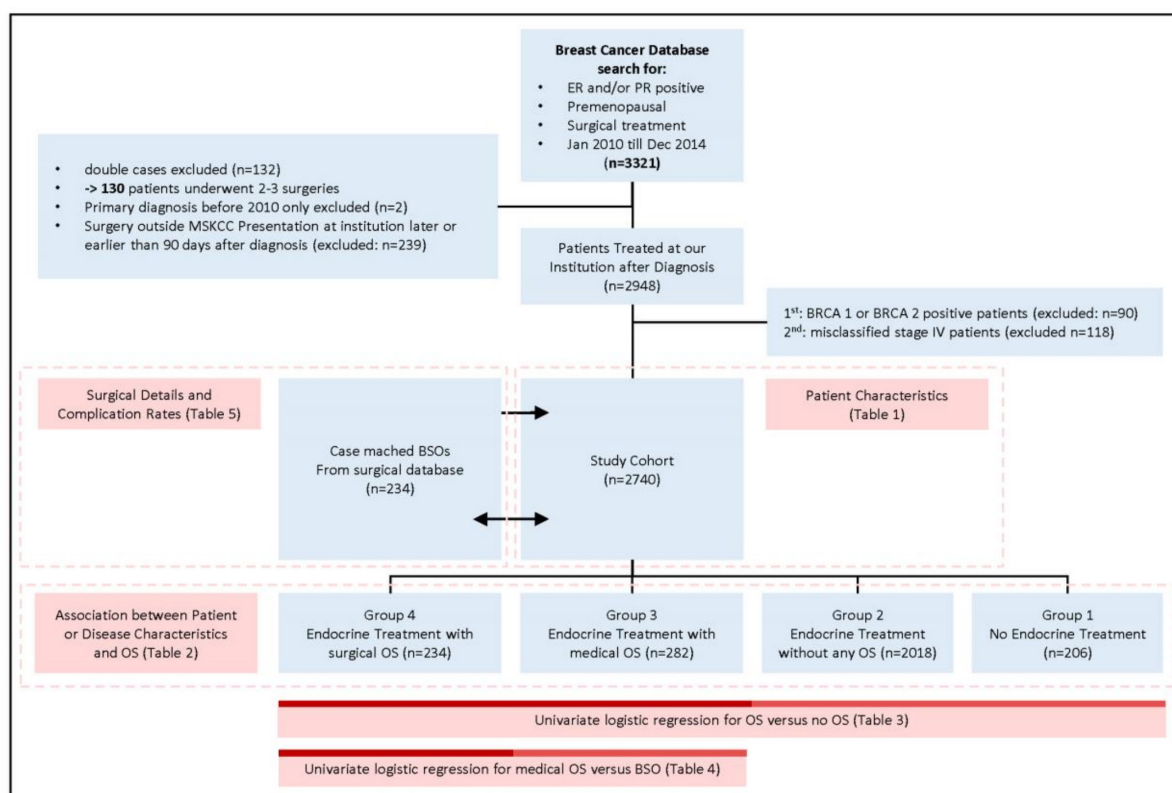 Breast Cancer Database
search for:
• ER and/or PR positive
• Premenopausal
• Surgical treatment
• Jan 2010 till Dec 2014
(n=3321)
• double cases excluded (n=132)
• -> 130 patients underwent 2-3 surgeries
• Primary diagnosis before 2010 only excluded (n=2)
• Surgery outside MSKCC Presentation at institution later or
earlier than 90 days after diagnosis (excluded: n=239)
Patients Treated at our
Institution after Diagnosis
(n=2948)
1st: BRCA 1 or BRCA 2 positive patients (excluded: n=90)
2nd: misclassified stage IV patients (excluded n=118)
Surgical Details and
Complication Rates (Table 5)
Case mached BSOs
From surgical database
(n=234)
Study Cohort
(n=2740)
Patient Characteristics
(Table 1)
Association between Patient
or Disease Characteristics
and OS (Table 2)
Group 4
Endocrine Treatment with
surgical OS (n=234)
Group 3
Endocrine Treatment with
medical OS (n=282)
Group 2
Endocrine Treatment
without any OS (n=2018)
Group 1
No Endocrine Treatment
(n=206)
Univariate logistic regression for OS versus no OS (Table 3)
Univariate logistic regression for medical OS versus BSO (Table 4)